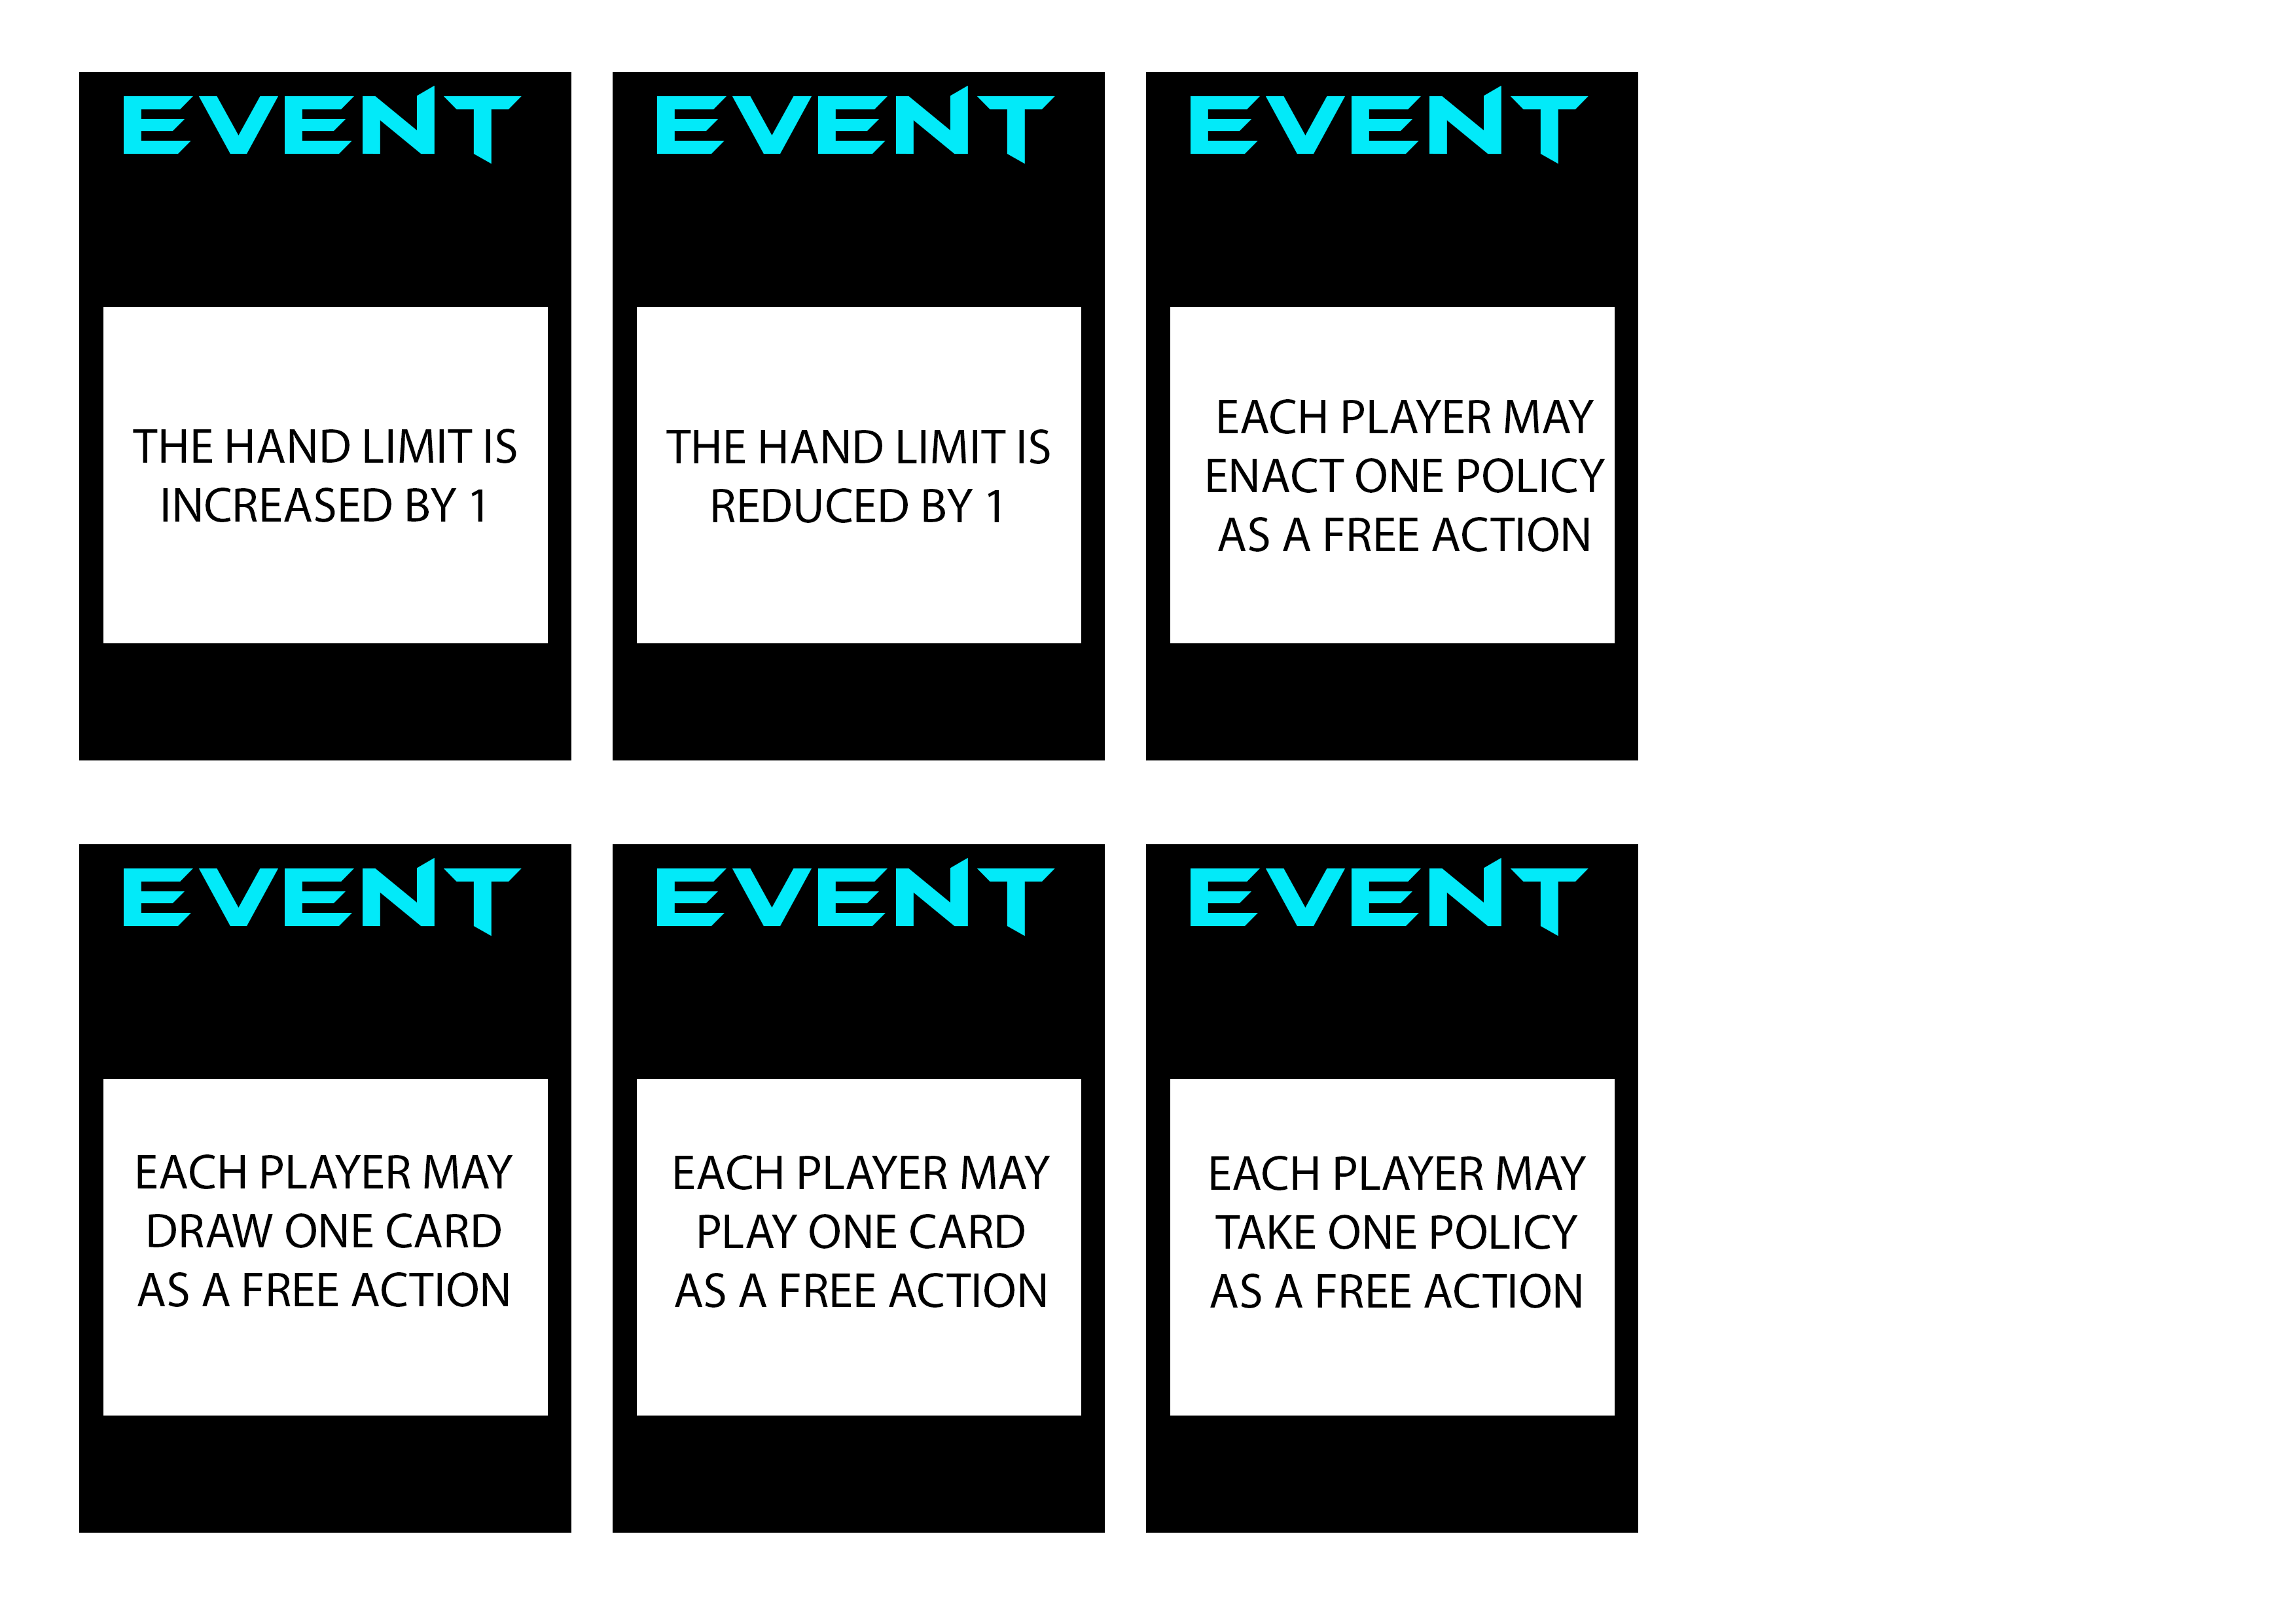 EVENT
THE HAND LIMIT IS
INCREASED BY 1
EVENT
THE HAND LIMIT IS
REDUCED BY 1
EVENT
EACH PLAYER MAY
ENACT ONE POLICY
AS A FREE ACTION
EVENT
EACH PLAYER MAY
DRAW ONE CARD
AS A FREE ACTION
EVENT
EACH PLAYER MAY
PLAY ONE CARD
AS A FREE ACTION
EVENT
EACH PLAYER MAY
TAKE ONE POLICY
AS A FREE ACTION